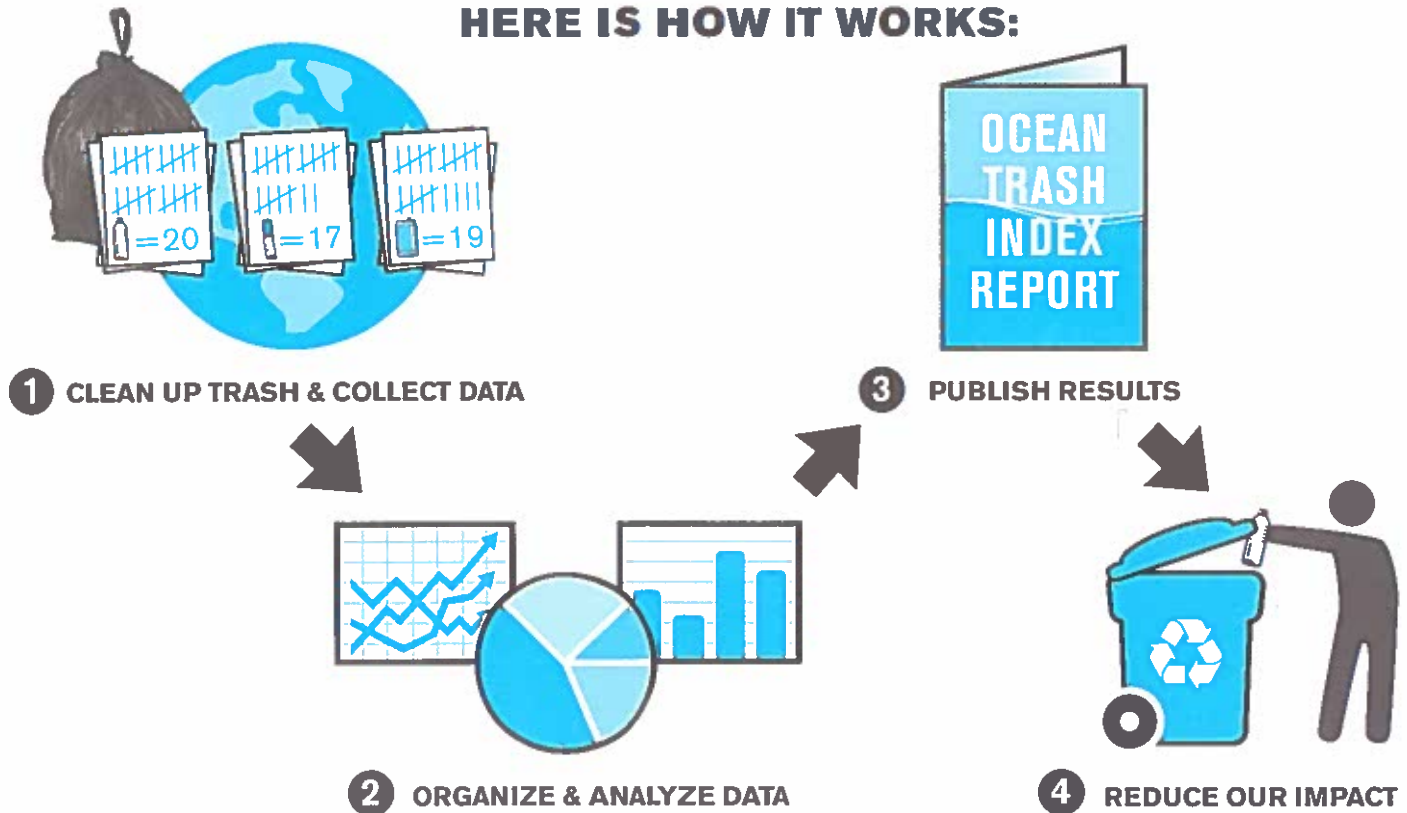 HERE IS HOW IT WORKS:
=20
=17
=19
1 CLEAN UP TRASH & COLLECT DATA
2 ORGANIZE & ANALYZE DATA
OCEAN
TRASH
INDEX
REPORT
3 PUBLISH RESULTS
4 REDUCE OUR IMPACT